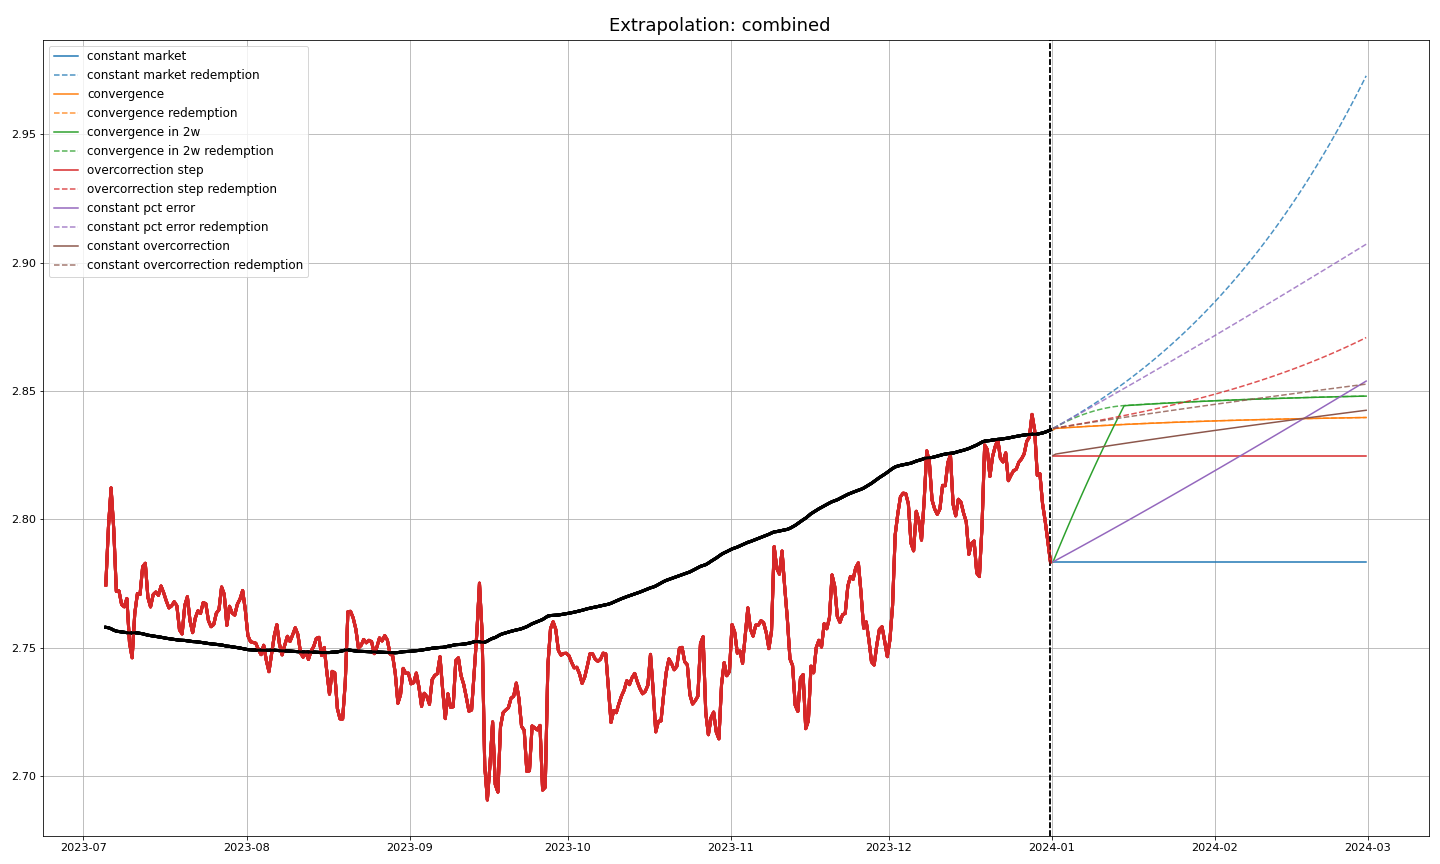 Extrapolation: combined
constant market
constant market redemption
convergence
convergence redemption
convergence in 2w
convergence in 2w redemption
overcorrection step
overcorrection step redemption
constant pct error
constant pct error redemption
constant overcorrection
constant overcorrection redemption
2.95
2.90
2.85
2.80
2.75
2.70
2023-07 2023-08 2023-09 2023-10 2023-11 2023-12 2024-01 2024-02 2024-03